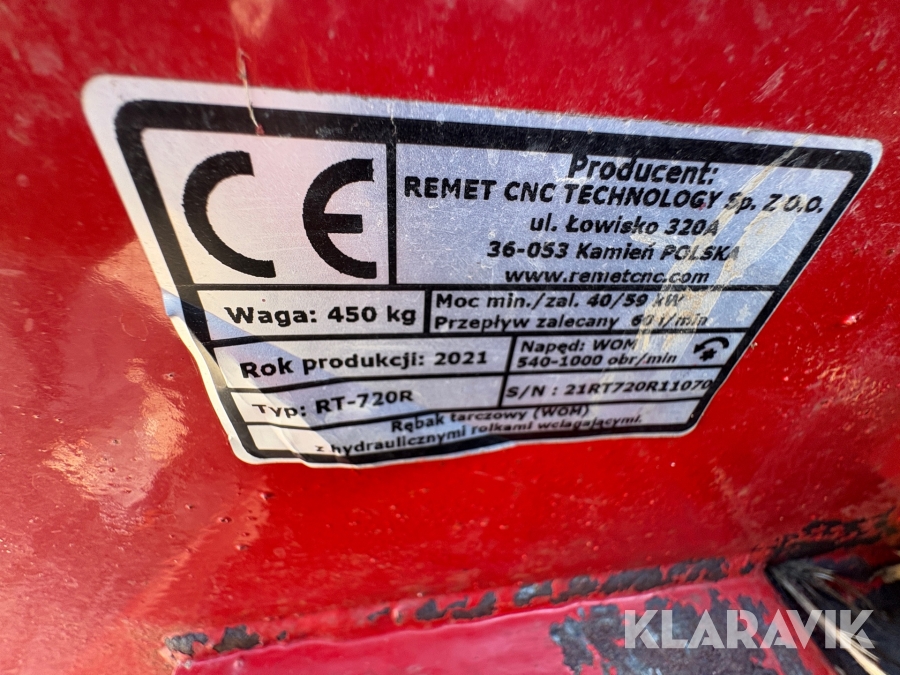 CE
Producent:
REMET CNC TECHNOLOGY Sp. Z O.O.
ul. Łowisko 320A
36-053 Kamień POLSKA
www.remetcnc.com
Waga: 450 kg
Moc min./zal. 40/59 kW
Przepływ zalecany 60 l/min
Rok produkcji: 2021
Napęd: WOM
540-1000 obr/min
Typ: RT-720R
S/N : 21RT720R11070
Rębak tarczowy (WOM)
z hydraulicznymi rolkami wciągającymi.
KLARAVIK